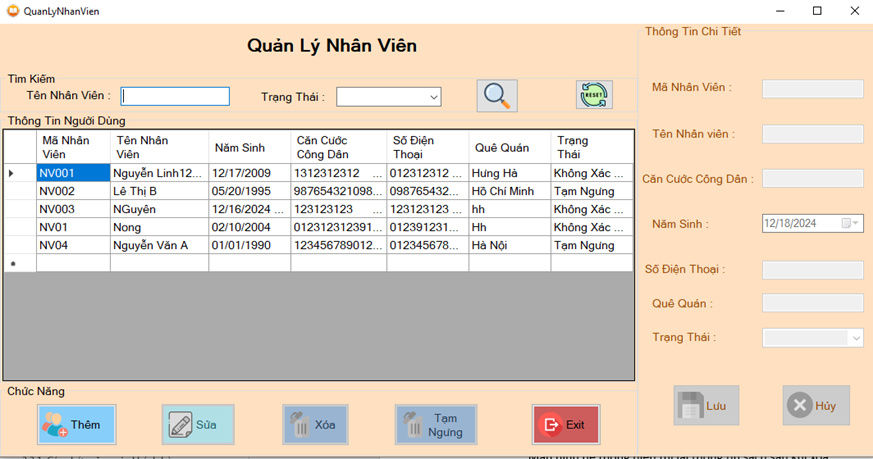 QuanLyNhanVien
Quản Lý Nhân Viên
Tìm Kiếm
Tên Nhân Viên :
Trạng Thái :
RESET
Thông Tin Người Dùng
Mã Nhân Viên Tên Nhân Viên Năm Sinh Căn Cước Công Dân Số Điện Thoại Quê Quán Trạng Thái
NV001 Nguyễn Linh12... 12/17/2009 1312312312 ... 012312312 ... Hưng Hà Không Xác ...
NV002 Lê Thị B 05/20/1995 987654321098... 098765432... Hồ Chí Minh Tạm Ngưng
NV003 NGuyên 12/16/2024 ... 123123123 ... 123123123 ... hh Không Xác ...
NV01 Nong 02/10/2004 012312312391... 012391231... Hh Không Xác ...
NV04 Nguyễn Văn A 01/01/1990 123456789012... 012345678... Hà Nội Tạm Ngưng
Chức Năng
Thêm
Sửa
Xóa
Tạm
Ngưng
Exit
Thông Tin Chi Tiết
Mã Nhân Viên :
Tên Nhân viên :
Căn Cước Công Dân :
Năm Sinh :
12/18/2024
Số Điện Thoại :
Quê Quán :
Trạng Thái :
Lưu
Hủy